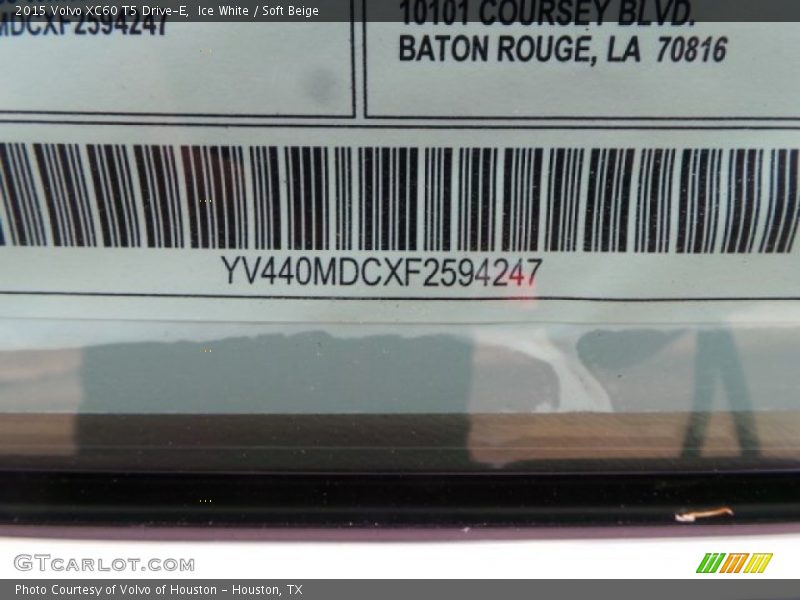 2015 Volvo XC60 T5 Drive-E, Ice White / Soft Beige
MDCXF2594247
10101 COURSEY BLVD.
BATON ROUGE, LA 70816
YV440MDCXF2594247
GTCARLOT.COM
Photo Courtesy of Volvo of Houston - Houston, TX